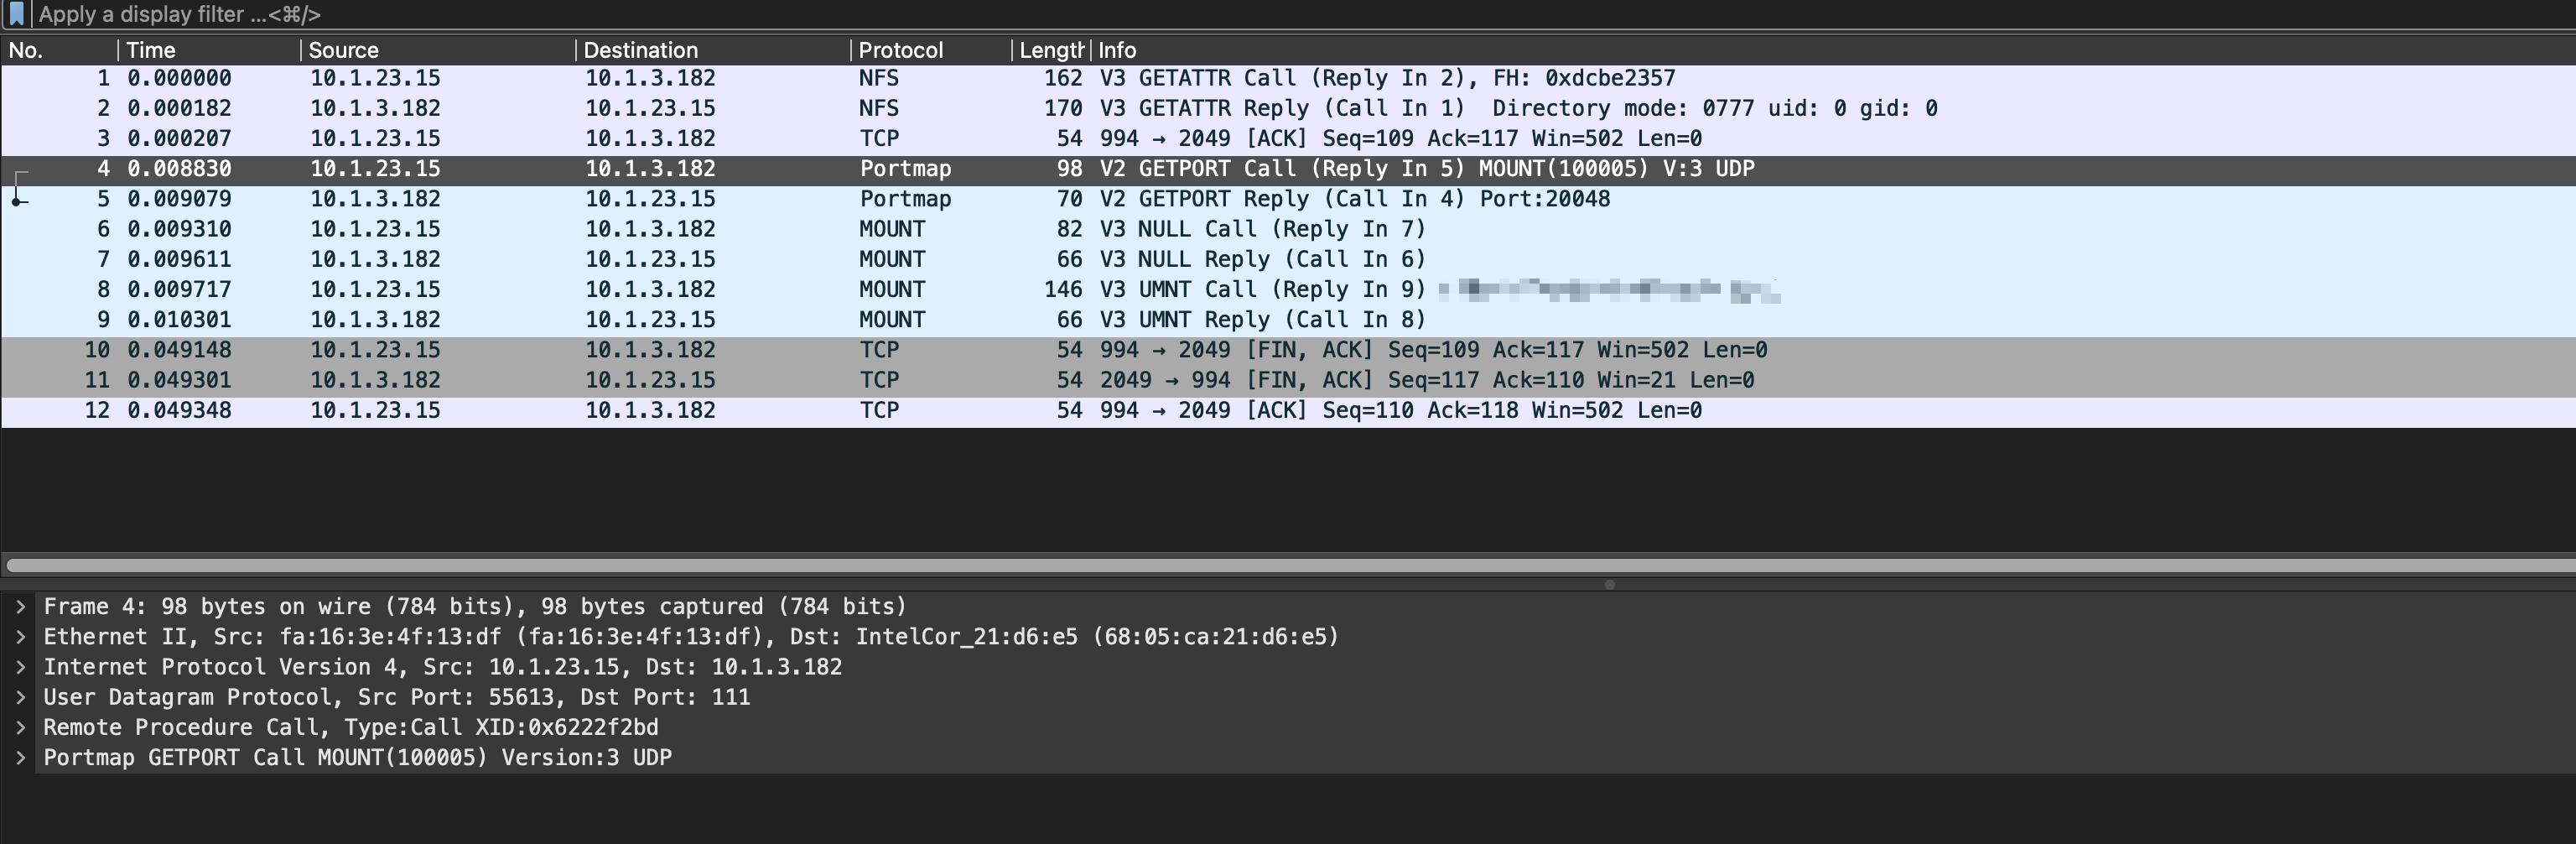 Apply a display filter ...<⌘/>
No. Time Source Destination Protocol Length Info
1 0.000000 10.1.23.15 10.1.3.182 NFS 162 V3 GETATTR Call (Reply In 2), FH: 0xdcbe2357
2 0.000182 10.1.3.182 10.1.23.15 NFS 170 V3 GETATTR Reply (Call In 1) Directory mode: 0777 uid: 0 gid: 0
3 0.000207 10.1.23.15 10.1.3.182 TCP 54 994 → 2049 [ACK] Seq=109 Ack=117 Win=502 Len=0
4 0.008830 10.1.23.15 10.1.3.182 Portmap 98 V2 GETPORT Call (Reply In 5) MOUNT(100005) V:3 UDP
5 0.009079 10.1.3.182 10.1.23.15 Portmap 70 V2 GETPORT Reply (Call In 4) Port:20048
6 0.009310 10.1.23.15 10.1.3.182 MOUNT 82 V3 NULL Call (Reply In 7)
7 0.009611 10.1.3.182 10.1.23.15 MOUNT 66 V3 NULL Reply (Call In 6)
8 0.009717 10.1.23.15 10.1.3.182 MOUNT 146 V3 UMNT Call (Reply In 9)
9 0.010301 10.1.3.182 10.1.23.15 MOUNT 66 V3 UMNT Reply (Call In 8)
10 0.049148 10.1.23.15 10.1.3.182 TCP 54 994 → 2049 [FIN, ACK] Seq=109 Ack=117 Win=502 Len=0
11 0.049301 10.1.3.182 10.1.23.15 TCP 54 2049 → 994 [FIN, ACK] Seq=117 Ack=110 Win=21 Len=0
12 0.049348 10.1.23.15 10.1.3.182 TCP 54 994 → 2049 [ACK] Seq=110 Ack=118 Win=502 Len=0
Frame 4: 98 bytes on wire (784 bits), 98 bytes captured (784 bits)
Ethernet II, Src: fa:16:3e:4f:13:df (fa:16:3e:4f:13:df), Dst: IntelCor_21:d6:e5 (68:05:ca:21:d6:e5)
Internet Protocol Version 4, Src: 10.1.23.15, Dst: 10.1.3.182
User Datagram Protocol, Src Port: 55613, Dst Port: 111
Remote Procedure Call, Type:Call XID:0x6222f2bd
Portmap GETPORT Call MOUNT(100005) Version:3 UDP